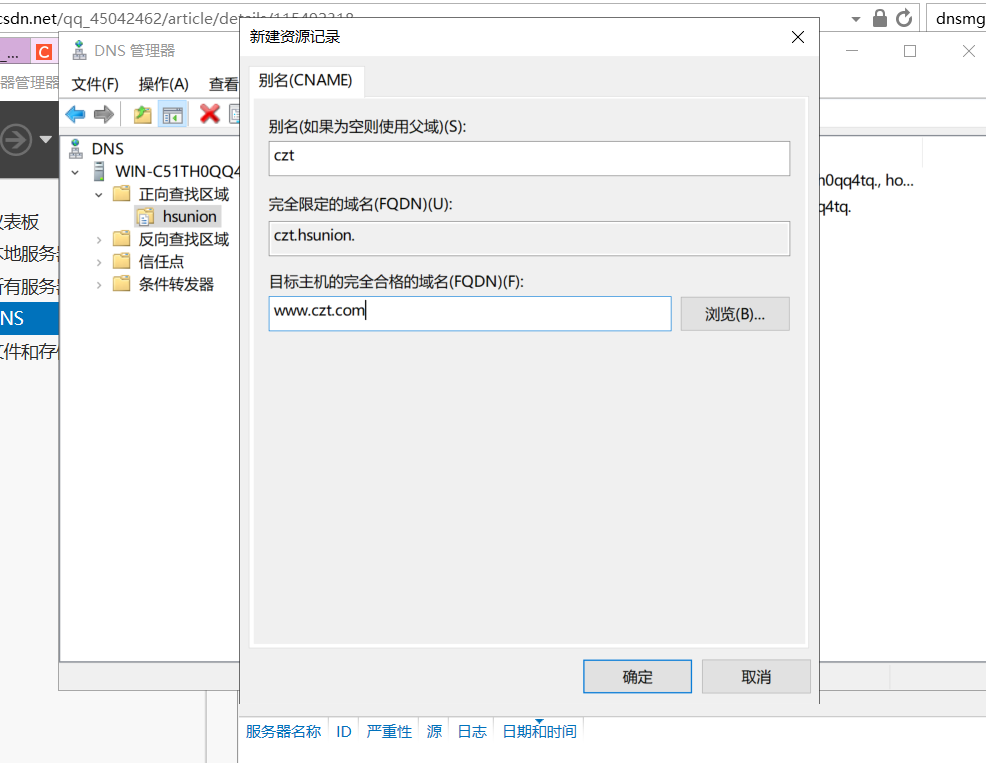 csdn.net/qq_45042462/article/details/115402218
dnsmg
DNS 管理器
器管理器
文件(F) 操作(A) 查看
DNS
WIN-C51TH0QQ4
正向查找区域
hsunion
反向查找区域
信任点
条件转发器
仪表板
本地服务器
所有服务器
DNS
文件和存储
新建资源记录
别名(CNAME)
别名(如果为空则使用父域)(S):
czt
完全限定的域名(FQDN)(U):
czt.hsunion.
目标主机的完全合格的域名(FQDN)(F):
www.czt.com
浏览(B)...
确定 取消
h0qq4tq., ho...
q4tq.
服务器名称 ID 严重性 源 日志 日期和时间